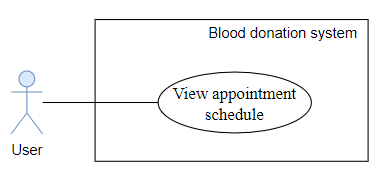 Blood donation system
View appointment
schedule
User